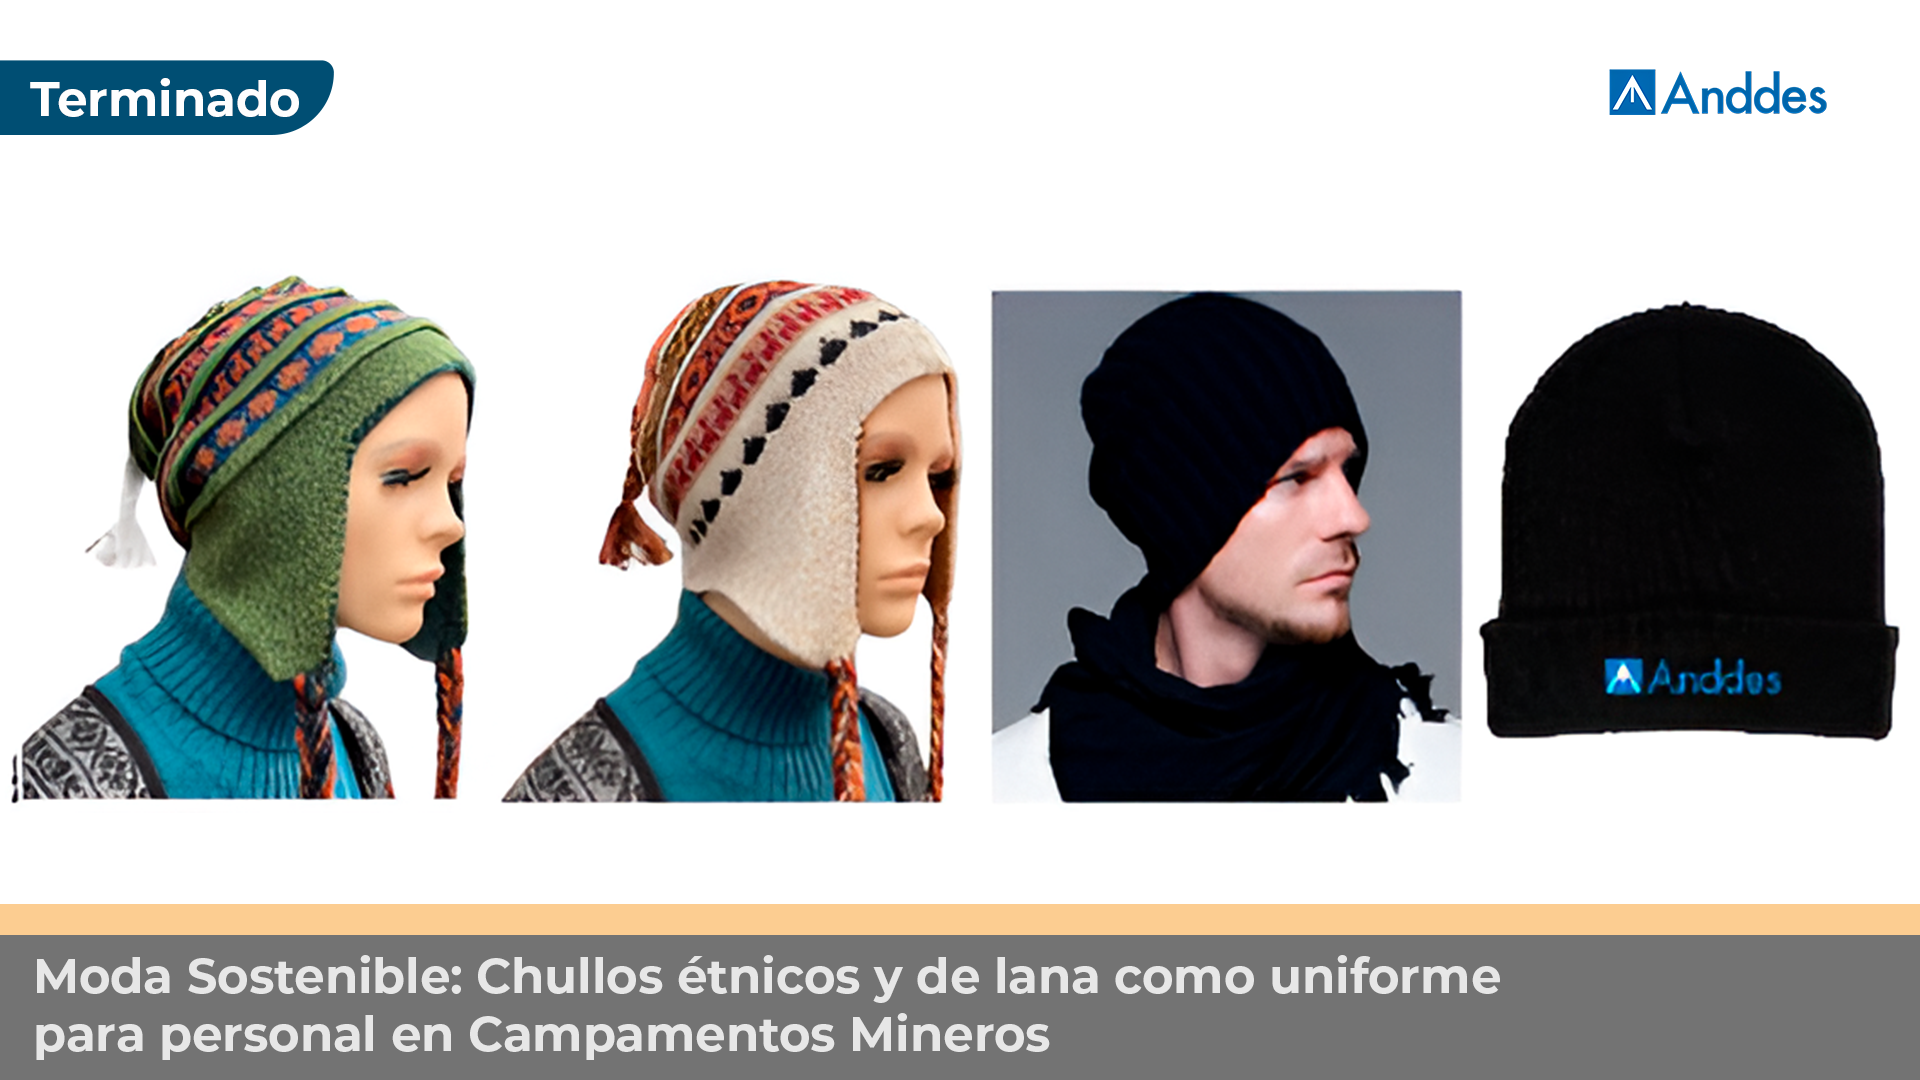 Terminado
Anddes
Anddes
Moda Sostenible: Chullos étnicos y de lana como uniforme
para personal en Campamentos Mineros